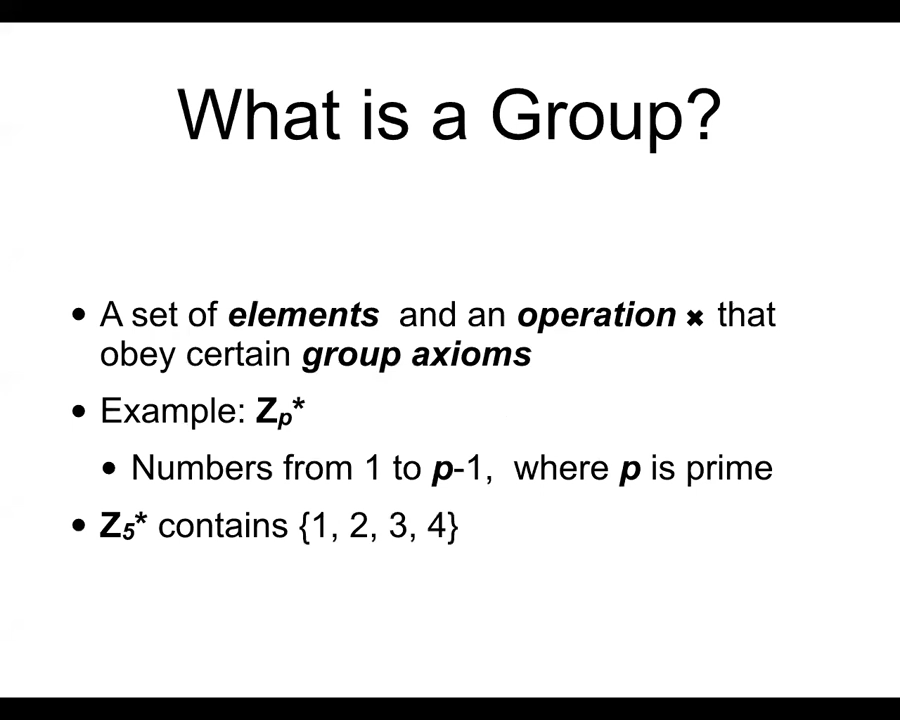 What is a Group?
• A set of elements and an operation ✖ that
obey certain group axioms
• Example: Zp*
• Numbers from 1 to p-1, where p is prime
• Z5* contains {1, 2, 3, 4}